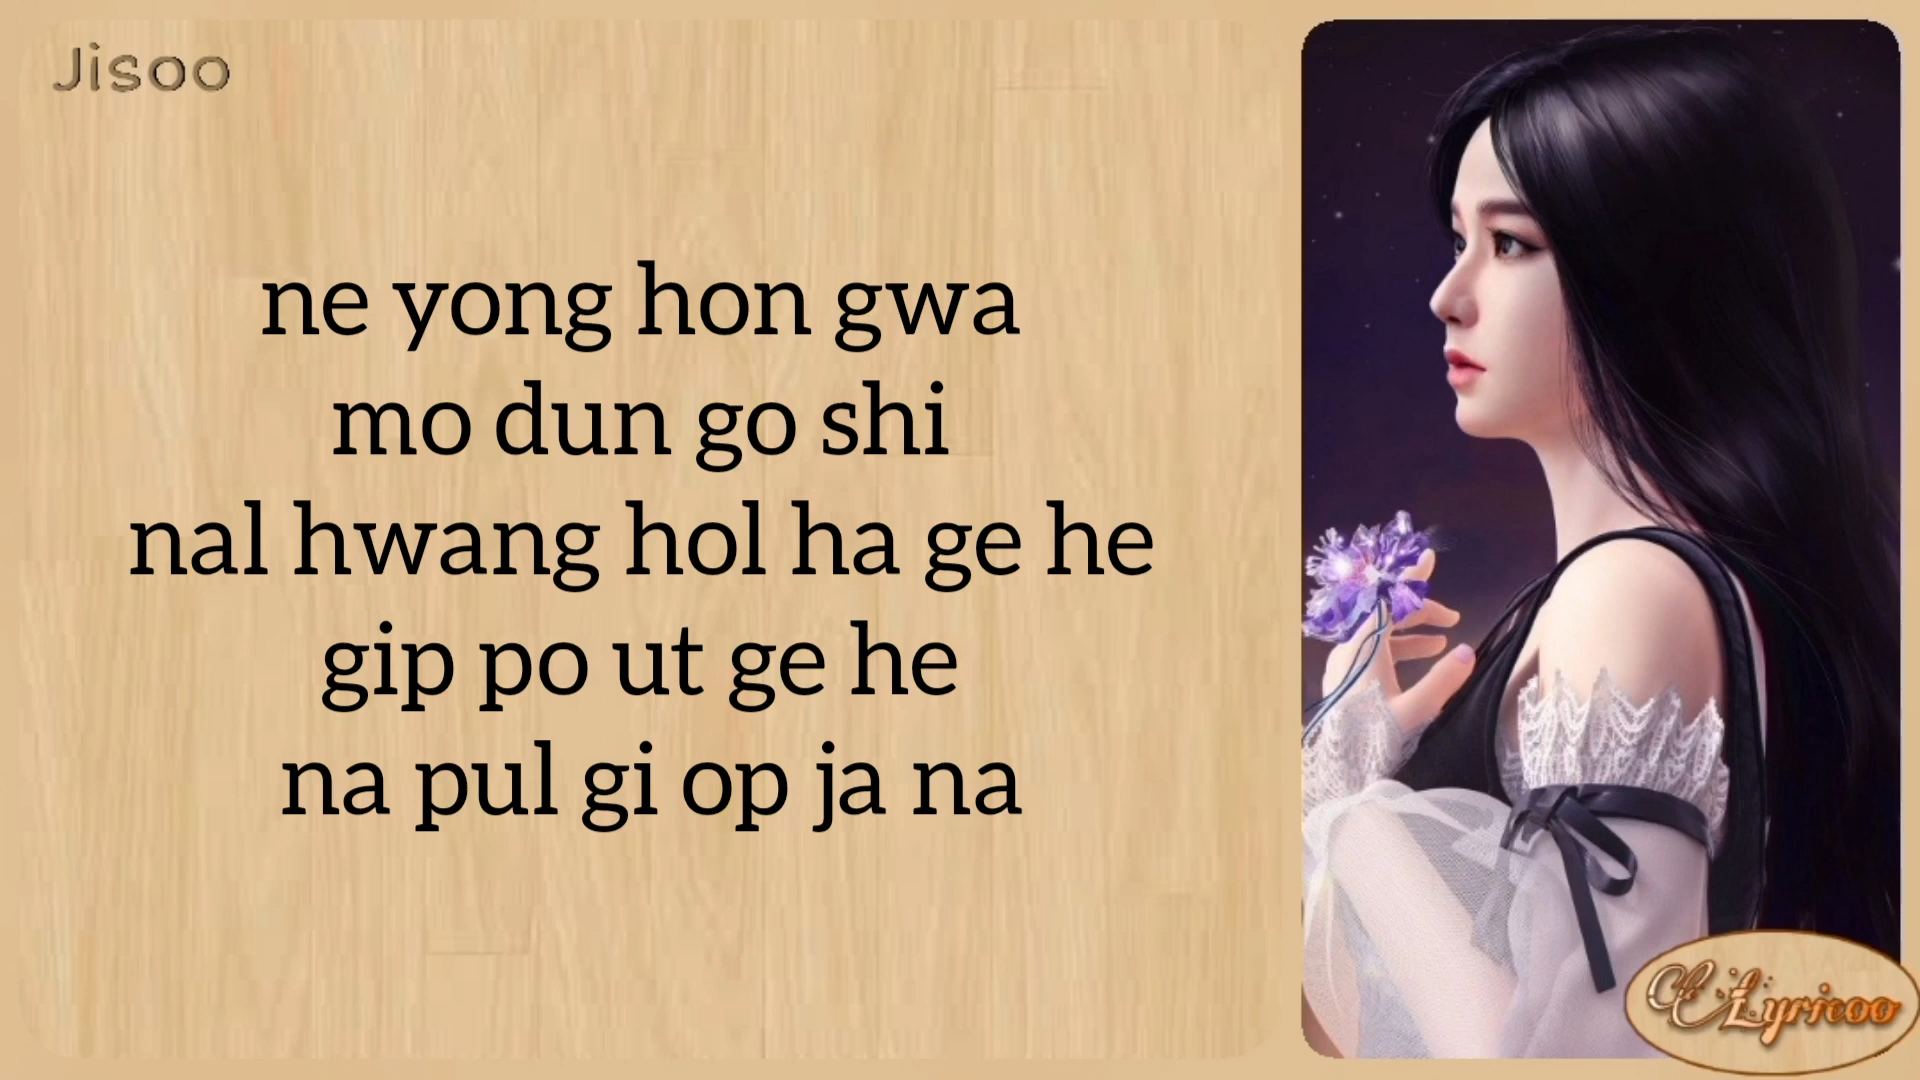 Jisoo
ne yong hon gwa
mo dun go shi
nal hwang hol ha ge he
gip po ut ge he
na pul gi op ja na
Lyricoo